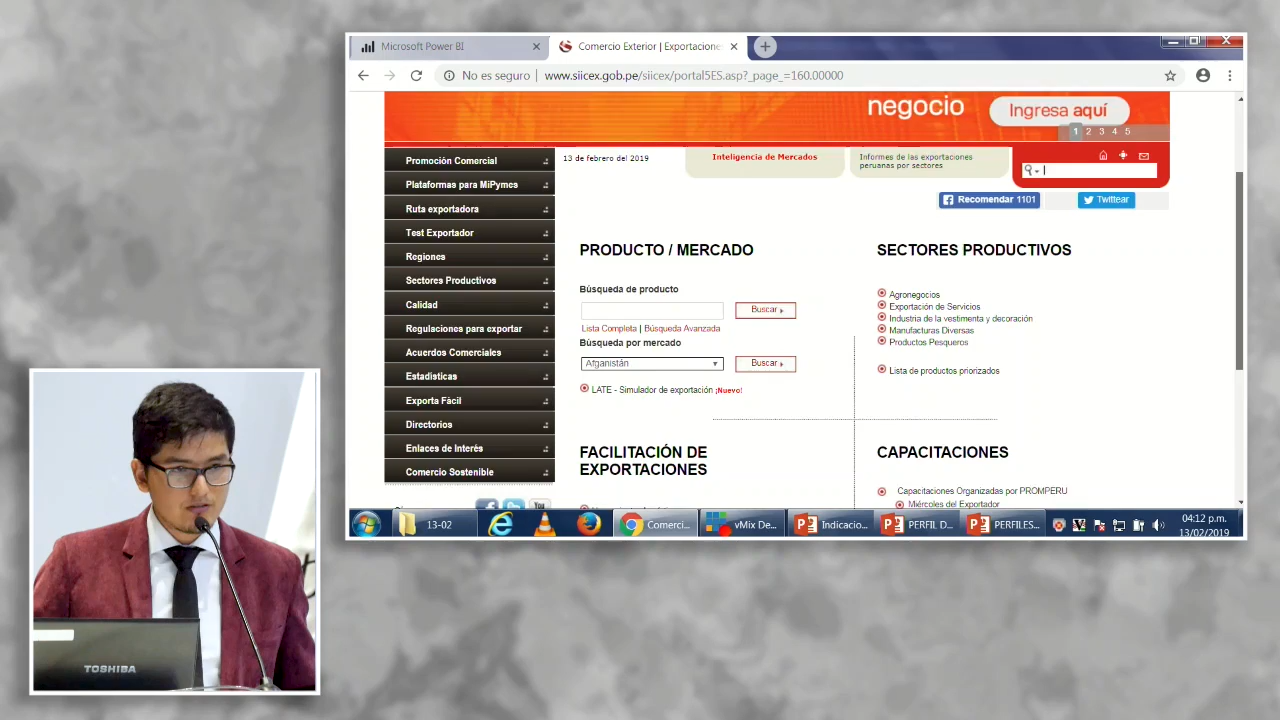 Microsoft Power BI
Comercio Exterior | Exportacione
No es seguro | www.siicex.gob.pe/siicex/portal5ES.asp?_page_=160.00000
negocio
Ingresa aquí
1 2 3 4 5
Promoción Comercial
Plataformas para MiPymes
Ruta exportadora
Test Exportador
Regiones
Sectores Productivos
Calidad
Regulaciones para exportar
Acuerdos Comerciales
Estadísticas
Exporta Fácil
Directorios
Enlaces de Interés
Comercio Sostenible
13 de febrero del 2019
Inteligencia de Mercados
Informes de las exportaciones
peruanas por sectores
Recomendar 1101
Twittear
PRODUCTO / MERCADO
Búsqueda de producto
Buscar
Lista Completa | Búsqueda Avanzada
Búsqueda por mercado
Afganistán
Buscar
LATE - Simulador de exportación ¡Nuevo!
SECTORES PRODUCTIVOS
Agronegocios
Exportación de Servicios
Industria de la vestimenta y decoración
Manufacturas Diversas
Productos Pesqueros
Lista de productos priorizados
FACILITACIÓN DE
EXPORTACIONES
CAPACITACIONES
Capacitaciones Organizadas por PROMPERU
Miércoles del Exportador
You
13-02
Comerci...
vMix De...
Indicacio...
PERFIL D...
PERFILES...
04:12 p.m.
13/02/2019
TOSHIBA